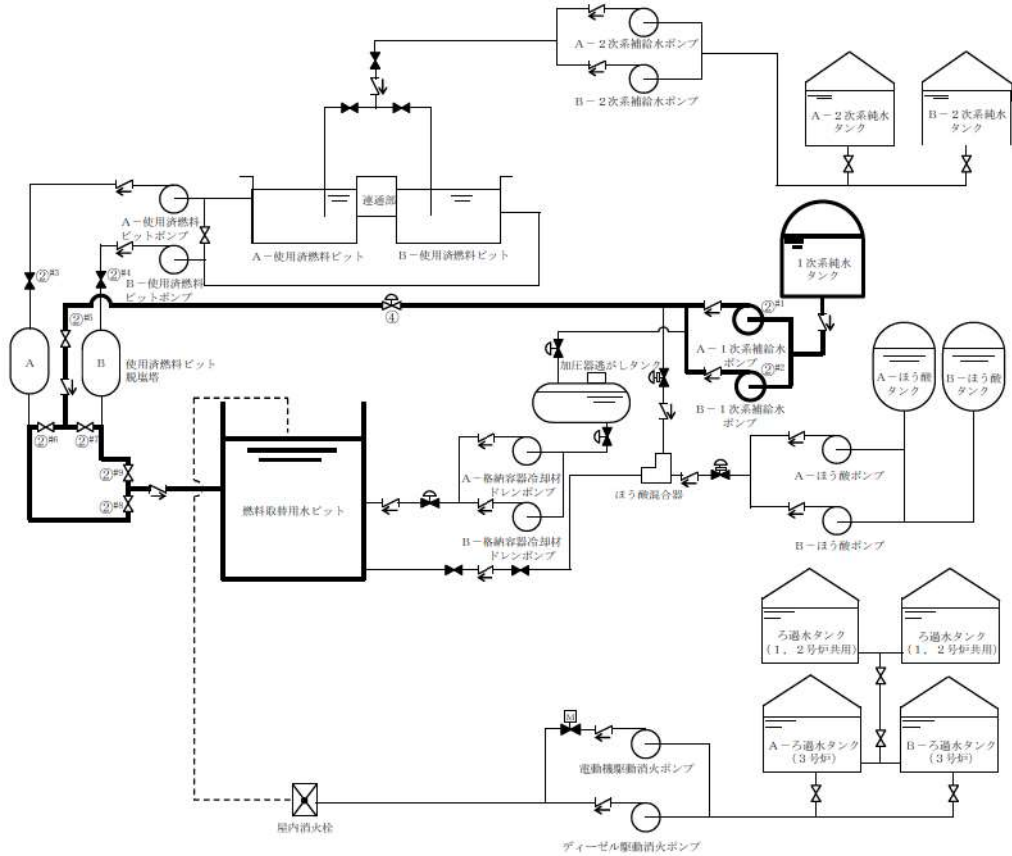 A－2次系補給水ポンプ
B－2次系補給水ポンプ
A－2次系純水
タンク
B－2次系純水
タンク
連通部
A－使用済燃料
ピットポンプ
A－使用済燃料ピット
B－使用済燃料ピット
B－使用済燃料
ピットポンプ
1次系純水
タンク
②#3
②#4
②#5
④
②#1
A－1次系補給水
ポンプ
②#2
B－1次系補給水
ポンプ
A
B
使用済燃料ピット
脱塩塔
加圧器逃がしタンク
A－ほう酸
タンク
B－ほう酸
タンク
②#6
②#7
②#9
②#8
燃料取替用水ピット
A－格納容器冷却材
ドレンポンプ
B－格納容器冷却材
ドレンポンプ
ほう酸混合器
A－ほう酸ポンプ
B－ほう酸ポンプ
ろ過水タンク
(1，2号炉共用)
ろ過水タンク
(1，2号炉共用)
A－ろ過水タンク
(3号炉)
B－ろ過水タンク
(3号炉)
M
電動機駆動消火ポンプ
屋内消火栓
ディーゼル駆動消火ポンプ